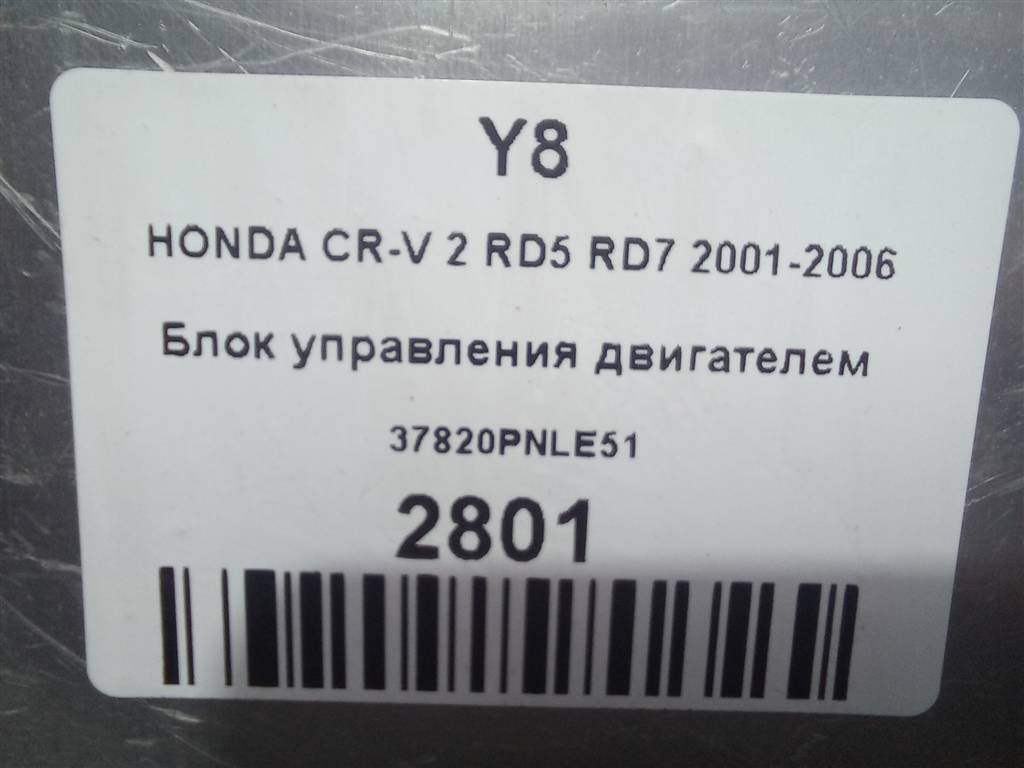 Y8
HONDA CR-V 2 RD5 RD7 2001-2006
Блок управления двигателем
37820PNLE51
2801